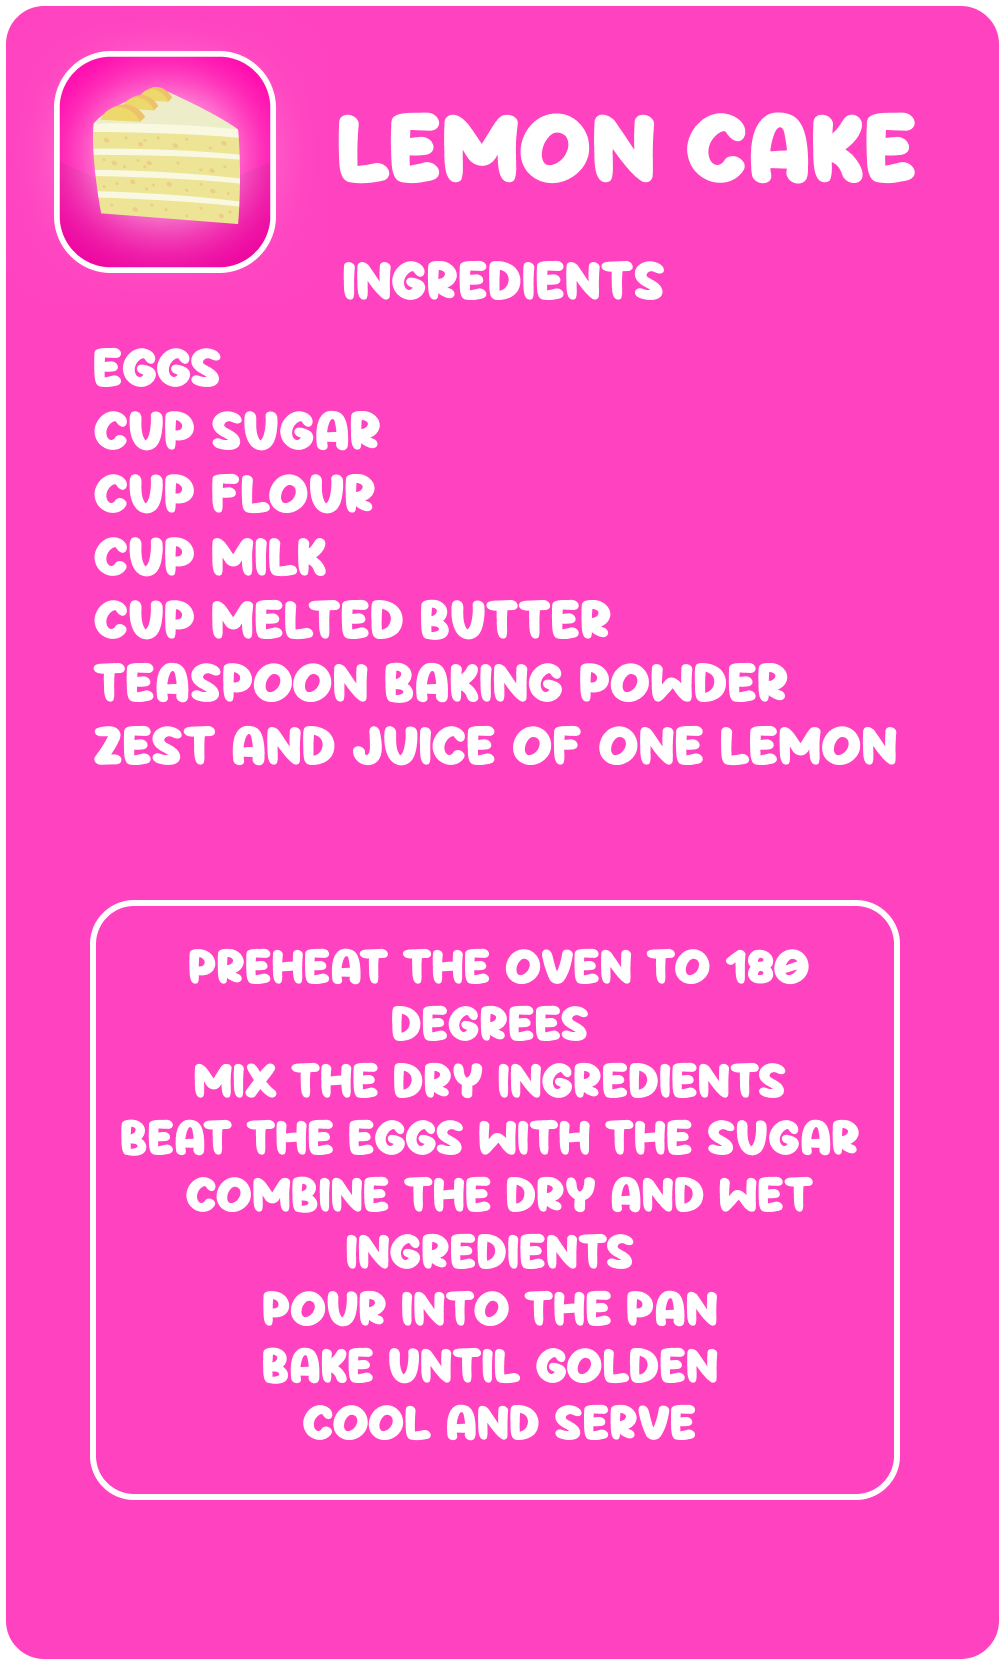 LEMON CAKE
INGREDIENTS
EGGS
CUP SUGAR
CUP FLOUR
CUP MILK
CUP MELTED BUTTER
TEASPOON BAKING POWDER
ZEST AND JUICE OF ONE LEMON
PREHEAT THE OVEN TO 180
DEGREES
MIX THE DRY INGREDIENTS
BEAT THE EGGS WITH THE SUGAR
COMBINE THE DRY AND WET
INGREDIENTS
POUR INTO THE PAN
BAKE UNTIL GOLDEN
COOL AND SERVE